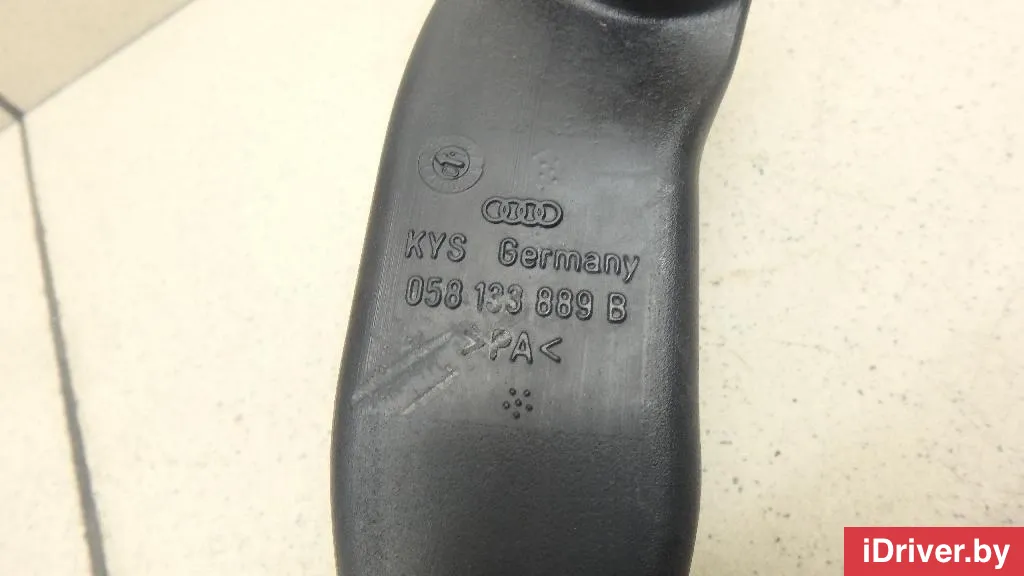 KYS Germany
058 133 889 B
>PA<
iDriver.by